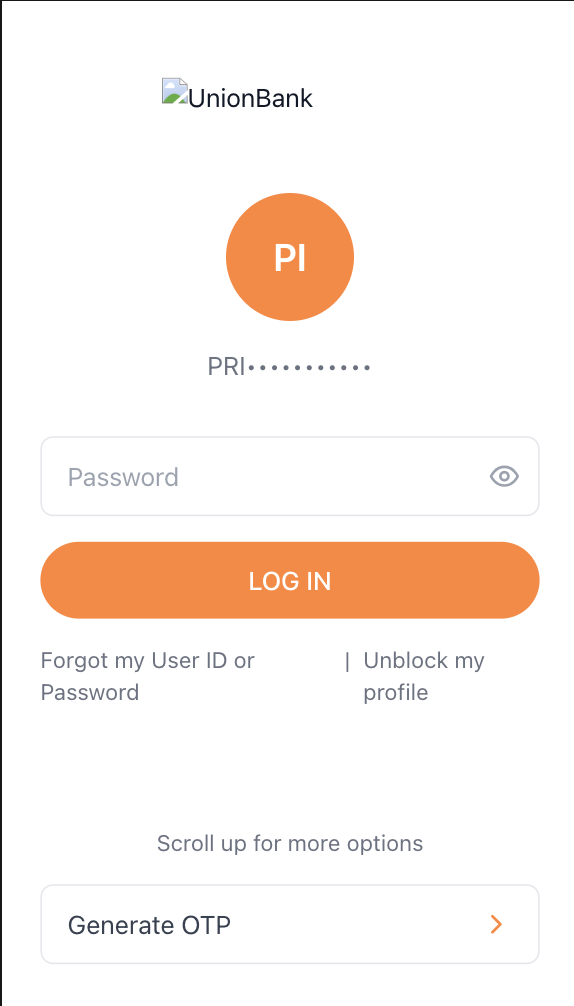 UnionBank
PI
PRI•••••••••••
Password
LOG IN
Forgot my User ID or
Password
| Unblock my
profile
Scroll up for more options
Generate OTP